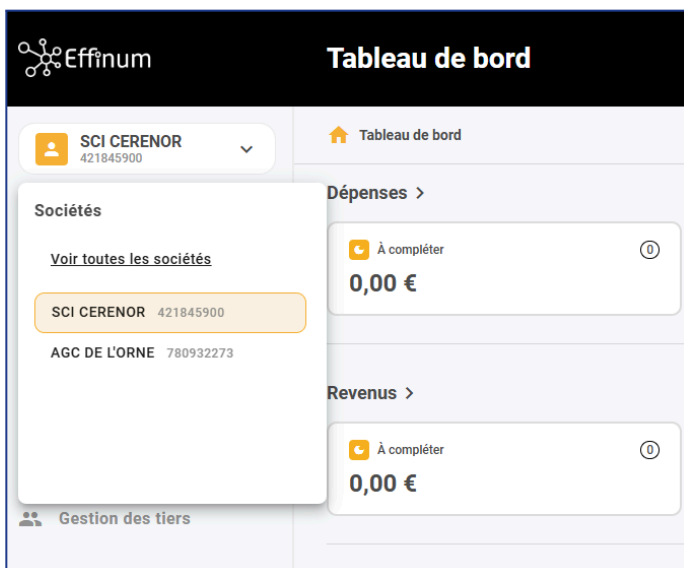 Effinum
Tableau de bord
SCI CERENOR
421845900
Tableau de bord
Sociétés
Voir toutes les sociétés
SCI CERENOR 421845900
AGC DE L'ORNE 780932273
Gestion des tiers
Dépenses >
À compléter 0
0,00 €
Revenus >
À compléter 0
0,00 €